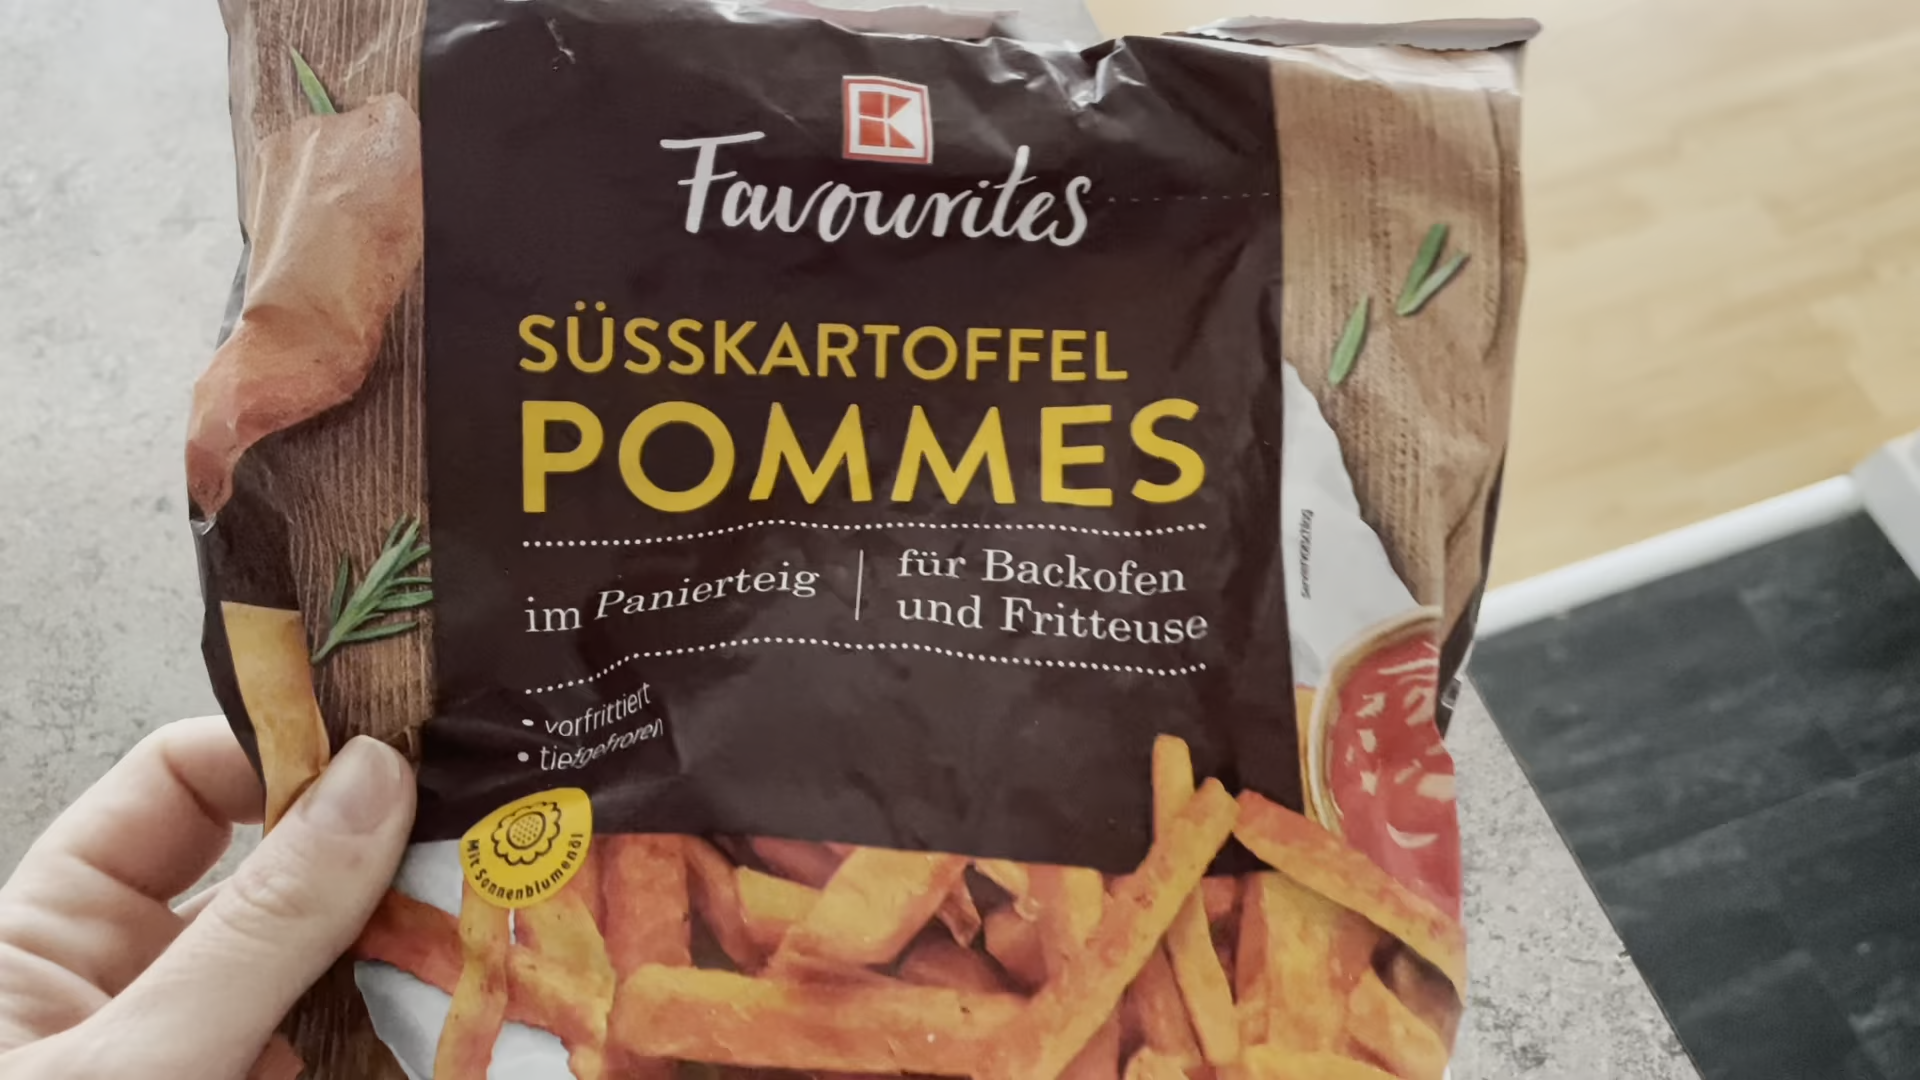 K
Favourites
SÜSSKARTOFFEL
POMMES
im Panierteig
für Backofen
und Fritteuse
• vorfrittiert
• tiefgefroren
Mit Sonnenblumenöl